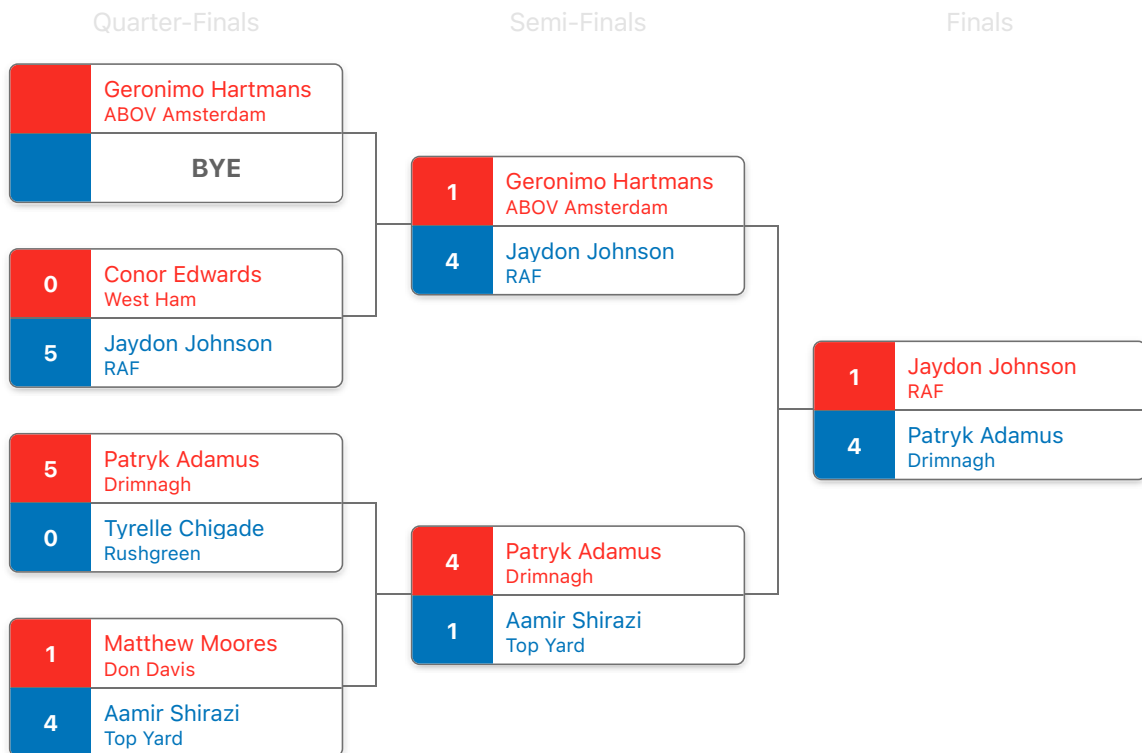 Quarter-Finals
Semi-Finals
Finals
Geronimo Hartmans
ABOV Amsterdam
BYE
0
Conor Edwards
West Ham
5
Jaydon Johnson
RAF
5
Patryk Adamus
Drimnagh
0
Tyrelle Chigade
Rushgreen
1
Matthew Moores
Don Davis
4
Aamir Shirazi
Top Yard
1
Geronimo Hartmans
ABOV Amsterdam
4
Jaydon Johnson
RAF
4
Patryk Adamus
Drimnagh
1
Aamir Shirazi
Top Yard
1
Jaydon Johnson
RAF
4
Patryk Adamus
Drimnagh